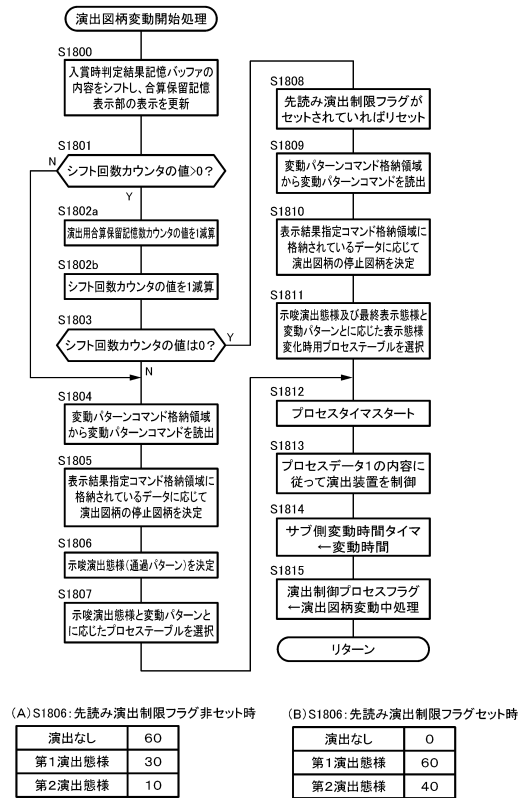 演出図柄変動開始処理
S1800
入賞時判定結果記憶バッファの
内容をシフトし、合算保留記憶
表示部の表示を更新
S1801
N
シフト回数カウンタの値>0?
Y
S1802a
演出用合算保留記憶数カウンタの値を1減算
S1802b
シフト回数カウンタの値を1減算
S1803
シフト回数カウンタの値は0?
Y
N
S1804
変動パターンコマンド格納領域
から変動パターンコマンドを読出
S1805
表示結果指定コマンド格納領域に
格納されているデータに応じて
演出図柄の停止図柄を決定
S1806
示唆演出態様(通過パターン)を決定
S1807
示唆演出態様と変動パターンと
に応じたプロセステーブルを選択
S1808
先読み演出制限フラグが
セットされていればリセット
S1809
変動パターンコマンド格納領域
から変動パターンコマンドを読出
S1810
表示結果指定コマンド格納領域に
格納されているデータに応じて
演出図柄の停止図柄を決定
S1811
示唆演出態様及び最終表示態様と
変動パターンとに応じた表示態様
変化時用プロセステーブルを選択
S1812
プロセスタイマスタート
S1813
プロセスデータ1の内容に
従って演出装置を制御
S1814
サブ側変動時間タイマ
←変動時間
S1815
演出制御プロセスフラグ
←演出図柄変動中処理
リターン
(A)S1806:先読み演出制限フラグ非セット時
演出なし 60
第1演出態様 30
第2演出態様 10
(B)S1806:先読み演出制限フラグセット時
演出なし 0
第1演出態様 60
第2演出態様 40